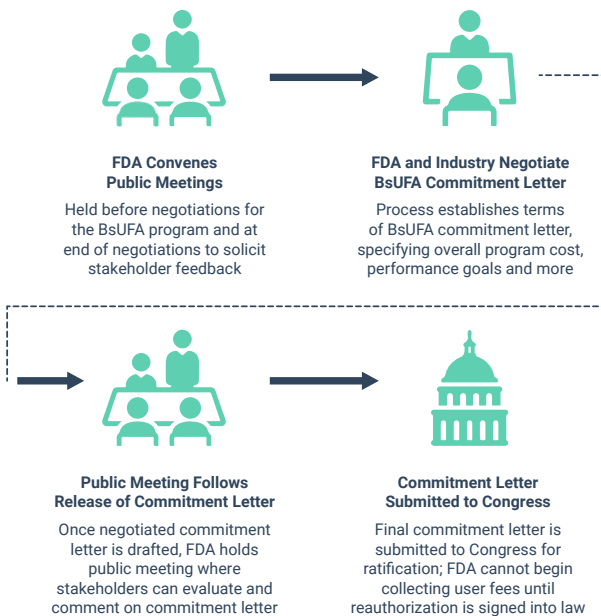 FDA Convenes
Public Meetings
Held before negotiations for
the BsUFA program and at
end of negotiations to solicit
stakeholder feedback
FDA and Industry Negotiate
BsUFA Commitment Letter
Process establishes terms
of BsUFA commitment letter,
specifying overall program cost,
performance goals and more
Public Meeting Follows
Release of Commitment Letter
Once negotiated commitment
letter is drafted, FDA holds
public meeting where
stakeholders can evaluate and
comment on commitment letter
Commitment Letter
Submitted to Congress
Final commitment letter is
submitted to Congress for
ratification; FDA cannot begin
collecting user fees until
reauthorization is signed into law